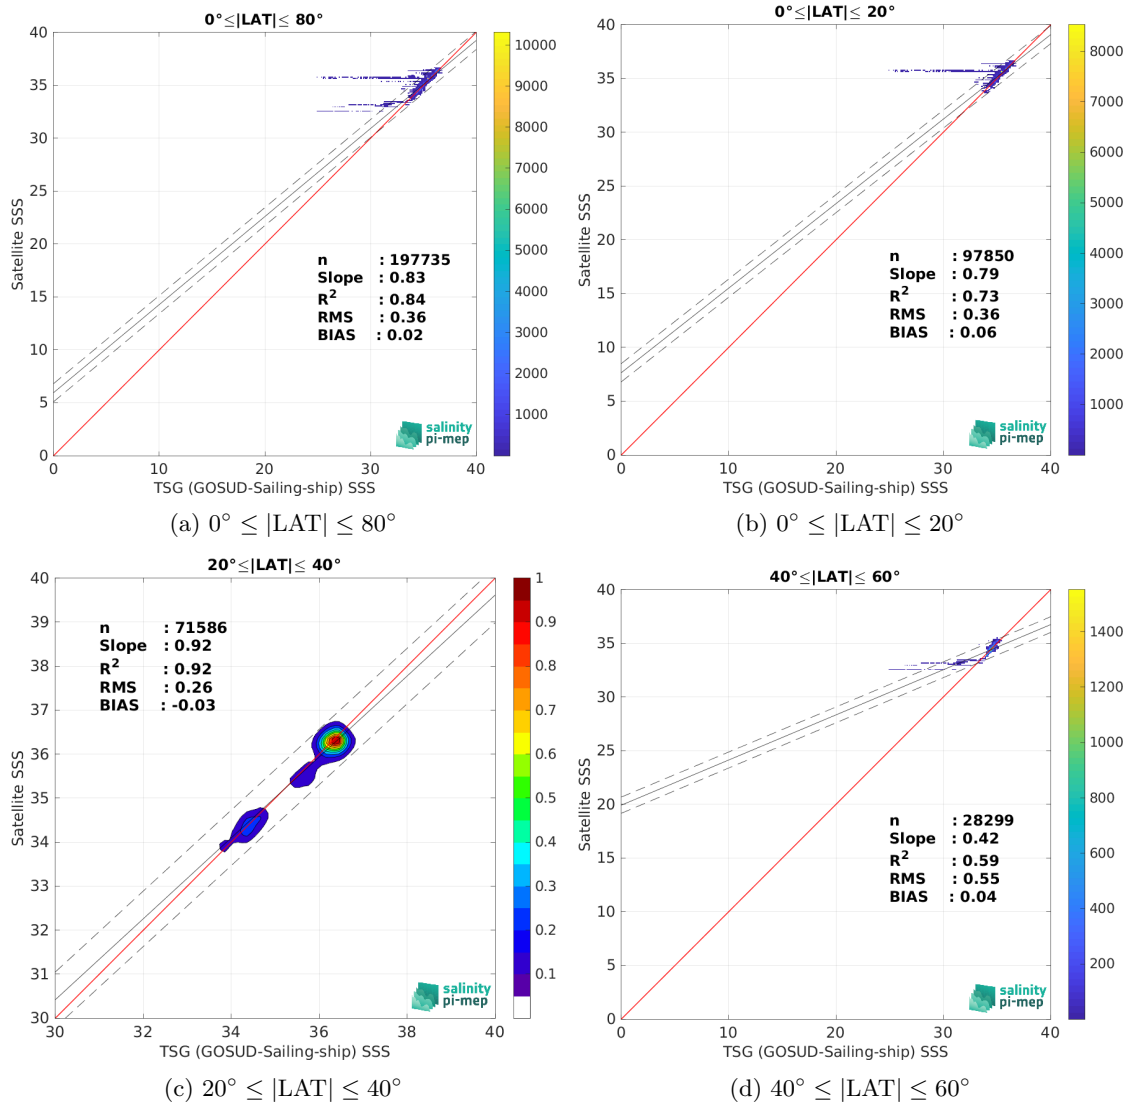 0°≤|LAT|≤ 80°
40
35
30
25
20
15
10
5
0
Satellite SSS
n : 197735
Slope : 0.83
R² : 0.84
RMS : 0.36
BIAS : 0.02
salinity
pi-mep
0 10 20 30 40
TSG (GOSUD-Sailing-ship) SSS
10000
9000
8000
7000
6000
5000
4000
3000
2000
1000
(a) 0° ≤ |LAT| ≤ 80°
0°≤|LAT|≤ 20°
40
35
30
25
20
15
10
5
0
Satellite SSS
n : 97850
Slope : 0.79
R² : 0.73
RMS : 0.36
BIAS : 0.06
salinity
pi-mep
0 10 20 30 40
TSG (GOSUD-Sailing-ship) SSS
8000
7000
6000
5000
4000
3000
2000
1000
(b) 0° ≤ |LAT| ≤ 20°
20°≤|LAT|≤ 40°
40
39
38
37
36
35
34
33
32
31
30
Satellite SSS
n : 71586
Slope : 0.92
R² : 0.92
RMS : 0.26
BIAS : -0.03
salinity
pi-mep
30 32 34 36 38 40
TSG (GOSUD-Sailing-ship) SSS
1
0.9
0.8
0.7
0.6
0.5
0.4
0.3
0.2
0.1
(c) 20° ≤ |LAT| ≤ 40°
40°≤|LAT|≤ 60°
40
35
30
25
20
15
10
5
0
Satellite SSS
n : 28299
Slope : 0.42
R² : 0.59
RMS : 0.55
BIAS : 0.04
salinity
pi-mep
0 10 20 30 40
TSG (GOSUD-Sailing-ship) SSS
1400
1200
1000
800
600
400
200
(d) 40° ≤ |LAT| ≤ 60°